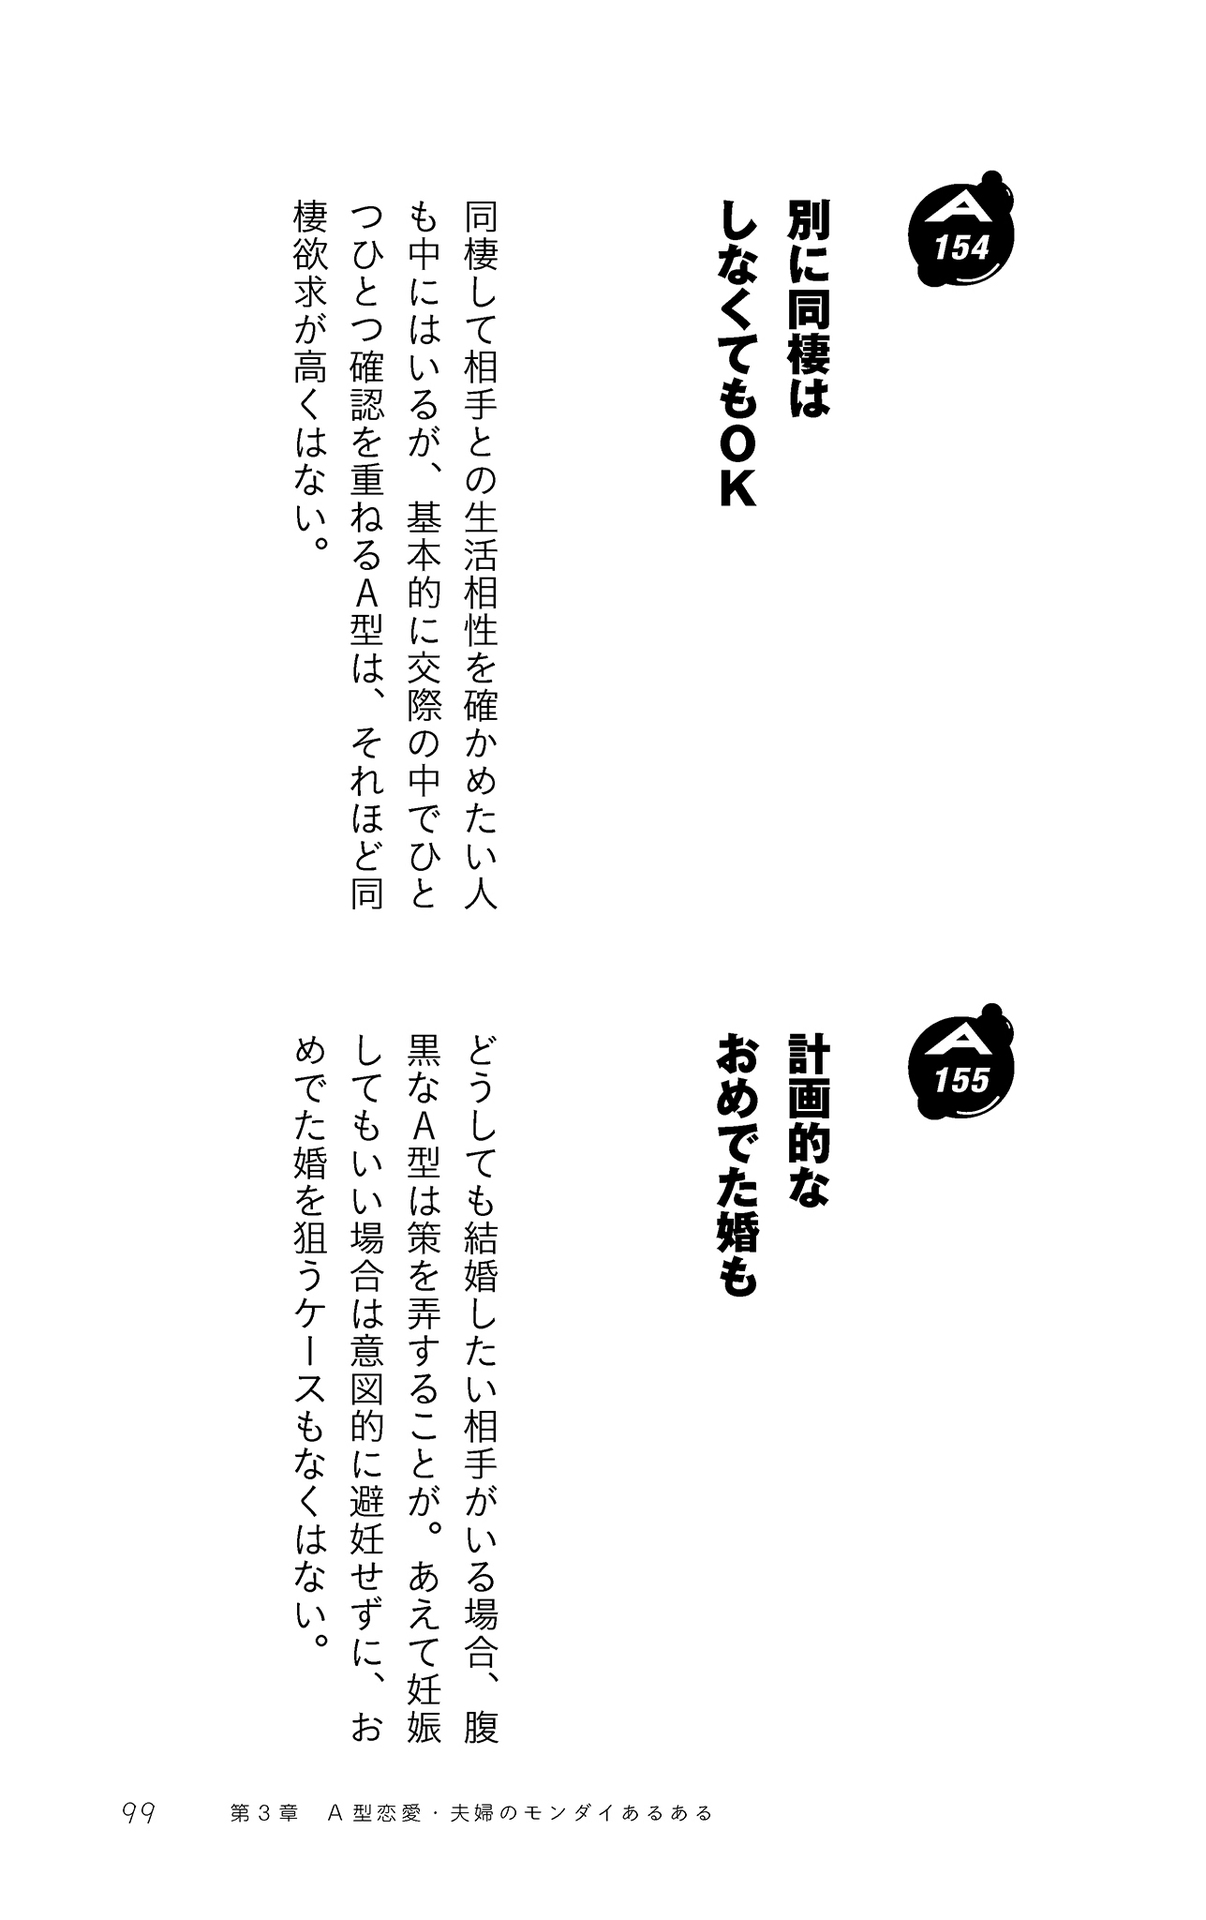 A
154
別に同棲は
しなくてもOK
同棲して相手との生活相性を確かめたい人
も中にはいるが、基本的に交際の中でひと
つひとつ確認を重ねるA型は、それほど同
棲欲求が高くはない。
A
155
計画的な
おめでた婚も
どうしても結婚したい相手がいる場合、腹
黒なA型は策を弄することが。あえて妊娠
してもいい場合は意図的に避妊せずに、お
めでた婚を狙うケースもなくはない。
99
第3章 A型恋愛・夫婦のモンダイあるある